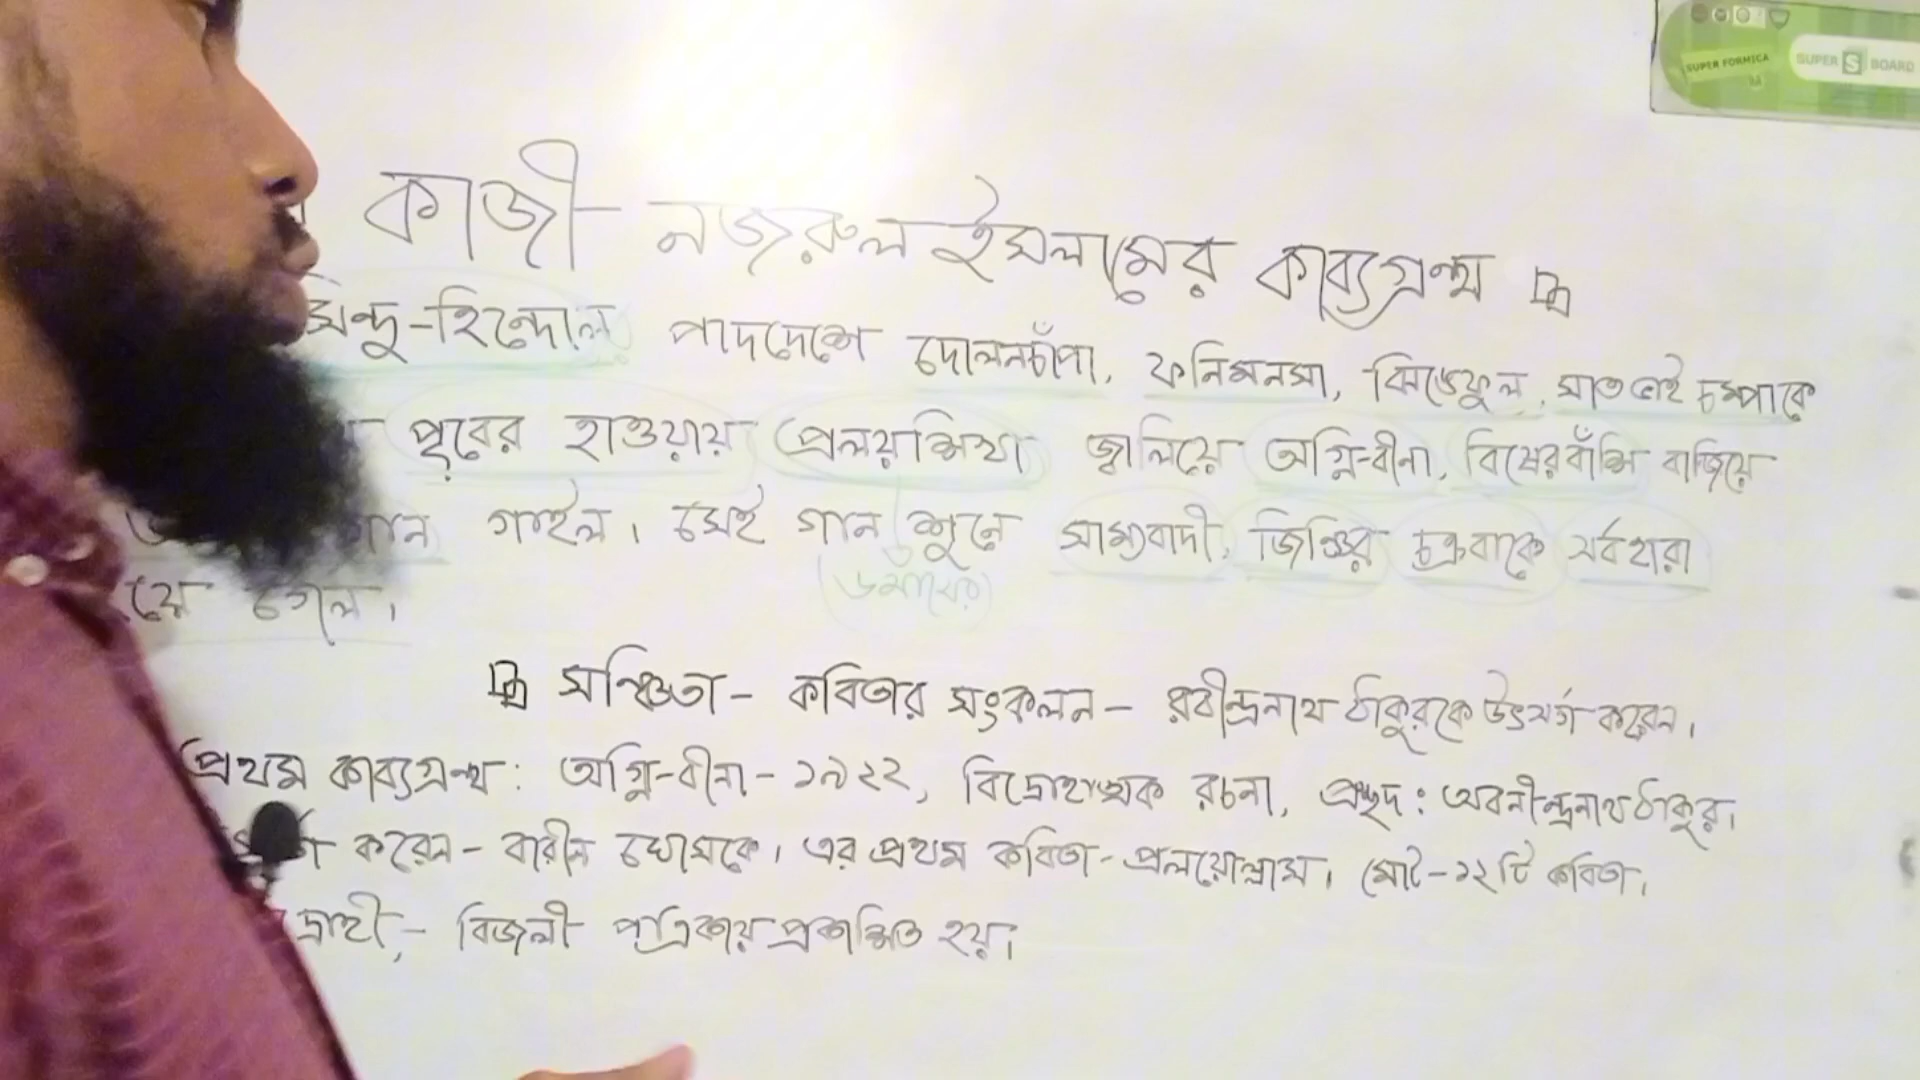 SUPER FORMICA SUPER S BOARD
কাজী নজরুল ইসলামের কাব্যগ্রন্থ
সিন্ধু-হিন্দোল পাদদেশে দোলনচাঁপা, ফনিমনসা, ঝিঙেফুল, সাত ভাই চম্পাকে
পূবের হাওয়ায় প্রলয়শিখা জ্বালিয়ে অগ্নি-বীনা, বিষেরবাঁশি বাজিয়ে
গান গাইল। সেই গান শুনে সাম্যবাদী, জিঞ্জির চক্রবাকে সর্বহারা
য়ে গেল।
সঞ্চিতা - কবিতার সংকলন - রবীন্দ্রনাথ ঠাকুরকে উৎসর্গ করেন।
প্রথম কাব্যগ্রন্থ: অগ্নি-বীনা - ১৯২২, বিদ্রোহাত্মক রচনা, প্রচ্ছদ: অবনীন্দ্রনাথ ঠাকুর।
করেন - বারীন ঘোষকে। এর প্রথম কবিতা - প্রলয়োল্লাস। মোট - ১২টি কবিতা।
দ্রোহী, - বিজলী পত্রিকায় প্রকাশিত হয়।